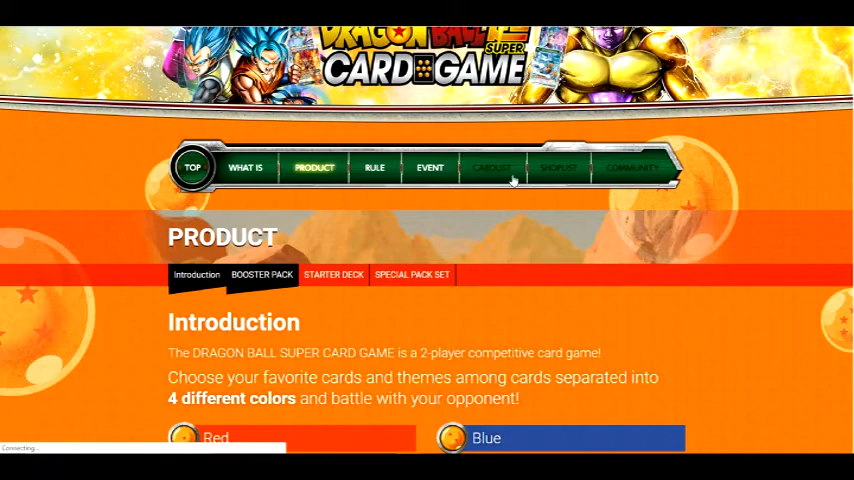 DRAGON BALL
SUPER
CARD GAME
TOP
WHAT IS
PRODUCT
RULE
EVENT
CARDLIST
SHOPLIST
COMMUNITY
PRODUCT
Introduction
BOOSTER PACK
STARTER DECK
SPECIAL PACK SET
Introduction
The DRAGON BALL SUPER CARD GAME is a 2-player competitive card game!
Choose your favorite cards and themes among cards separated into
4 different colors and battle with your opponent!
Red
Blue
Connecting...